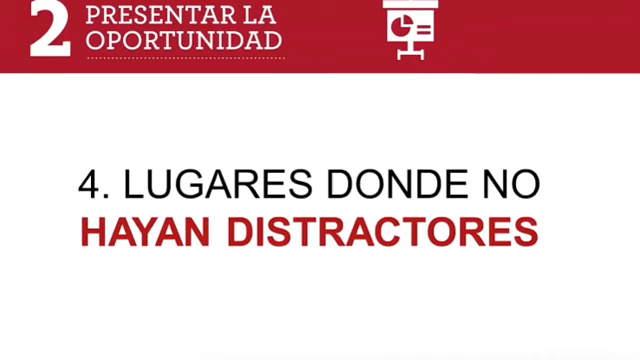 2 PRESENTAR LA
OPORTUNIDAD
4. LUGARES DONDE NO
HAYAN DISTRACTORES